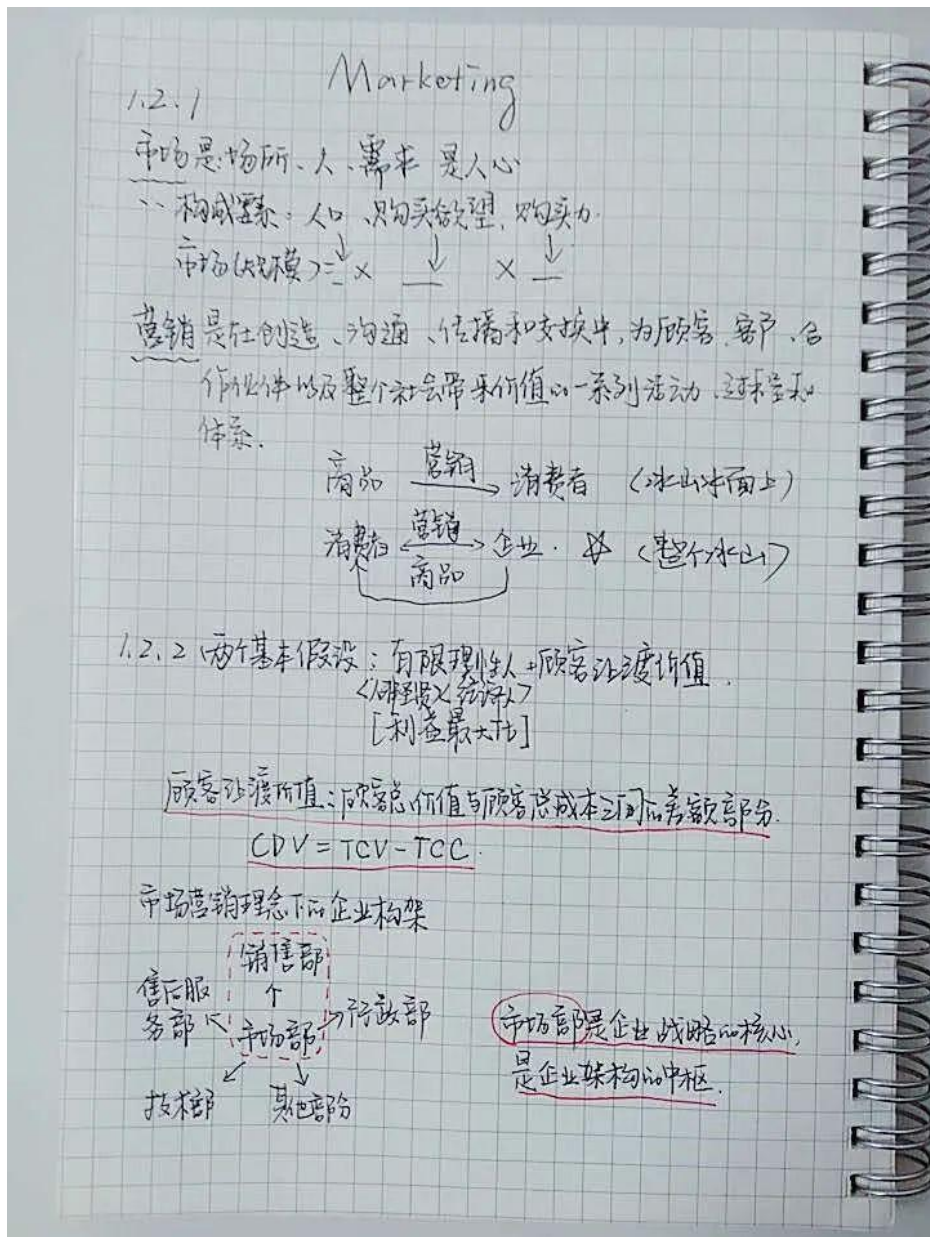 Marketing
1.2.1
市场是:场所、人、需求 是人心
构成要素:人口、购买欲望,购买力.
市场(规模)=_ × _ × _
营销是在创造、沟通、传播和交换中,为顾客、客户、合
作伙伴以及整个社会带来价值的一系列活动、过程和
体系.
商品 营销→ 消费者 (冰山冰面上)
消费者 ←营销→ 企业. ☆ (整个冰山)
商品
1.2.2 两个基本假设:有限理性人+顾客让渡价值.
<经济人>
[利益最大化]
顾客让渡价值:顾客总价值与顾客总成本之间的差额部分.
CDV = TCV - TCC.
市场营销理念下的企业构架
销售部
↑
售后服
务部 ← 市场部 → 行政部
技术部 其他部分
市场部是企业战略的核心,
是企业架构的中枢.